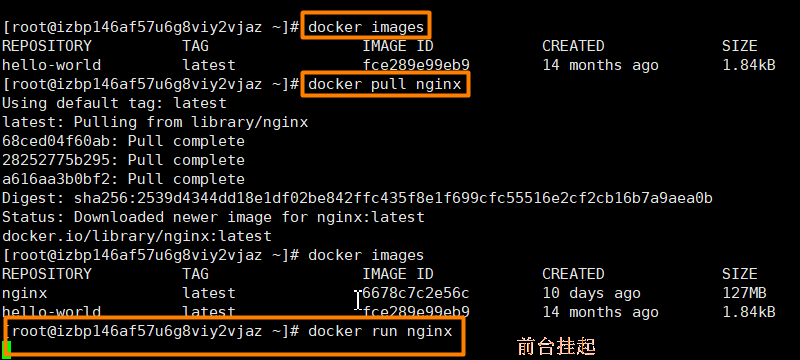 [root@izbp146af57u6g8viy2vjaz ~]# docker images
REPOSITORY TAG IMAGE ID CREATED SIZE
hello-world latest fce289e99eb9 14 months ago 1.84kB
[root@izbp146af57u6g8viy2vjaz ~]# docker pull nginx
Using default tag: latest
latest: Pulling from library/nginx
68ced04f60ab: Pull complete
28252775b295: Pull complete
a616aa3b0bf2: Pull complete
Digest: sha256:2539d4344dd18e1df02be842ffc435f8e1f699cfc55516e2cf2cb16b7a9aea0b
Status: Downloaded newer image for nginx:latest
docker.io/library/nginx:latest
[root@izbp146af57u6g8viy2vjaz ~]# docker images
REPOSITORY TAG IMAGE ID CREATED SIZE
nginx latest 6678c7c2e56c 10 days ago 127MB
hello-world latest fce289e99eb9 14 months ago 1.84kB
[root@izbp146af57u6g8viy2vjaz ~]# docker run nginx
前台挂起